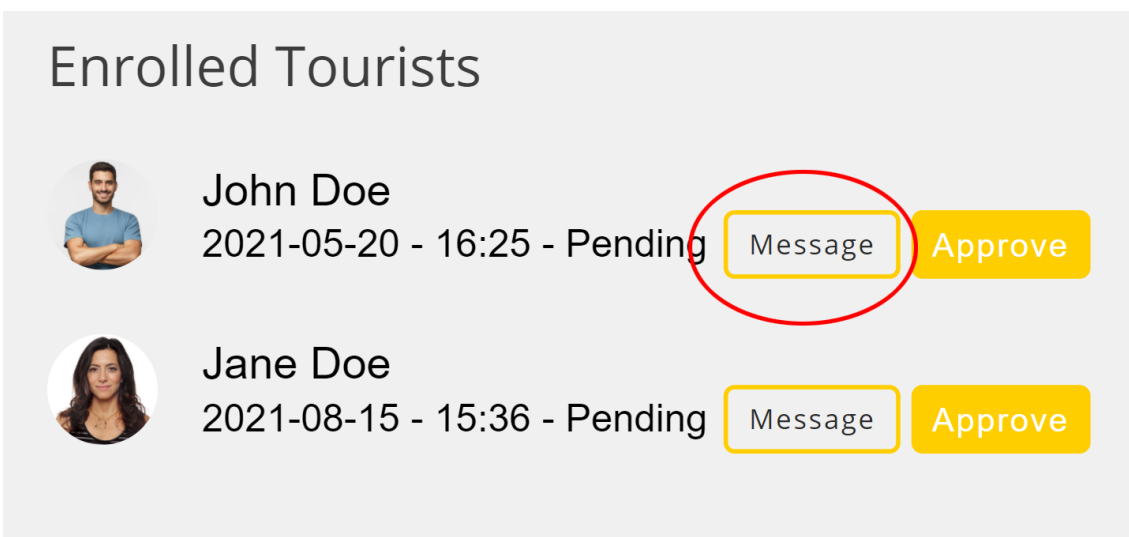 Enrolled Tourists
John Doe
2021-05-20 - 16:25 - Pending Message Approve
Jane Doe
2021-08-15 - 15:36 - Pending Message Approve